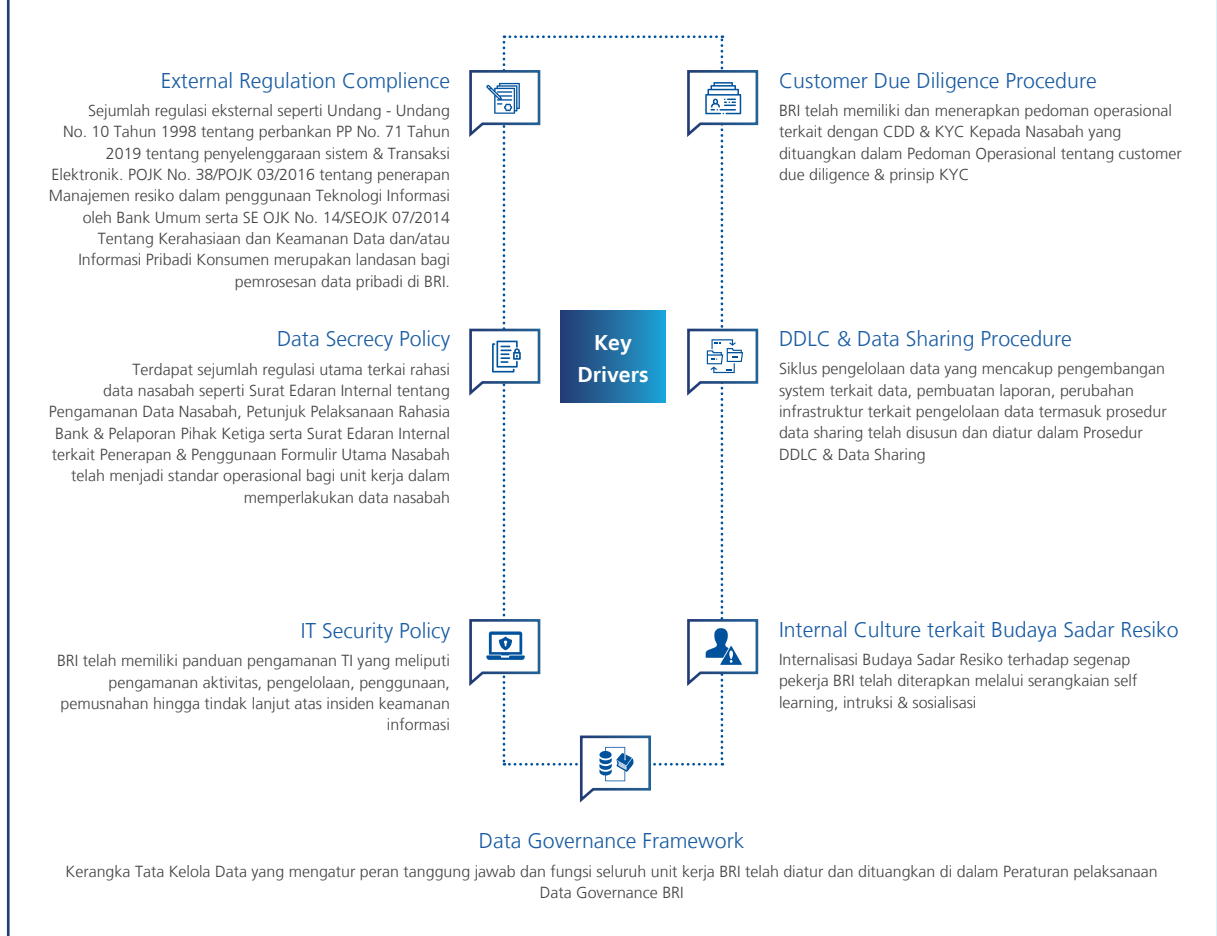 External Regulation Complience
Sejumlah regulasi eksternal seperti Undang - Undang
No. 10 Tahun 1998 tentang perbankan PP No. 71 Tahun
2019 tentang penyelenggaraan sistem & Transaksi
Elektronik. POJK No. 38/POJK 03/2016 tentang penerapan
Manajemen resiko dalam penggunaan Teknologi Informasi
oleh Bank Umum serta SE OJK No. 14/SEOJK 07/2014
Tentang Kerahasiaan dan Keamanan Data dan/atau
Informasi Pribadi Konsumen merupakan landasan bagi
pemrosesan data pribadi di BRI.
Customer Due Diligence Procedure
BRI telah memiliki dan menerapkan pedoman operasional
terkait dengan CDD & KYC Kepada Nasabah yang
dituangkan dalam Pedoman Operasional tentang customer
due diligence & prinsip KYC
Data Secrecy Policy
Terdapat sejumlah regulasi utama terkai rahasi
data nasabah seperti Surat Edaran Internal tentang
Pengamanan Data Nasabah, Petunjuk Pelaksanaan Rahasia
Bank & Pelaporan Pihak Ketiga serta Surat Edaran Internal
terkait Penerapan & Penggunaan Formulir Utama Nasabah
telah menjadi standar operasional bagi unit kerja dalam
memperlakukan data nasabah
Key
Drivers
DDLC & Data Sharing Procedure
Siklus pengelolaan data yang mencakup pengembangan
system terkait data, pembuatan laporan, perubahan
infrastruktur terkait pengelolaan data termasuk prosedur
data sharing telah disusun dan diatur dalam Prosedur
DDLC & Data Sharing
IT Security Policy
BRI telah memiliki panduan pengamanan TI yang meliputi
pengamanan aktivitas, pengelolaan, penggunaan,
pemusnahan hingga tindak lanjut atas insiden keamanan
informasi
Internal Culture terkait Budaya Sadar Resiko
Internalisasi Budaya Sadar Resiko terhadap segenap
pekerja BRI telah diterapkan melalui serangkaian self
learning, intruksi & sosialisasi
Data Governance Framework
Kerangka Tata Kelola Data yang mengatur peran tanggung jawab dan fungsi seluruh unit kerja BRI telah diatur dan dituangkan di dalam Peraturan pelaksanaan
Data Governance BRI